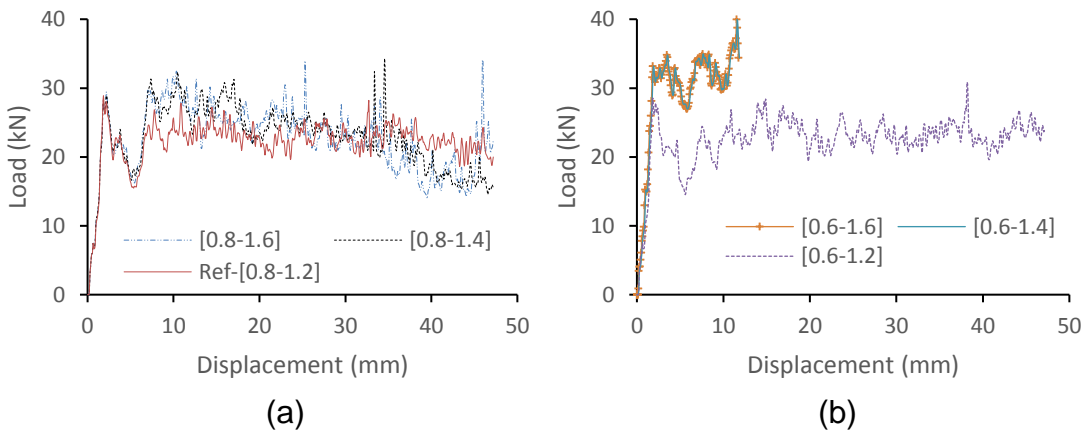 40
30
20
10
0
Load (kN)
[0.8-1.6]
[0.8-1.4]
Ref-[0.8-1.2]
0 10 20 30 40 50
Displacement (mm)
(a)
40
30
20
10
0
Load (kN)
[0.6-1.6]
[0.6-1.4]
[0.6-1.2]
0 10 20 30 40 50
Displacement (mm)
(b)